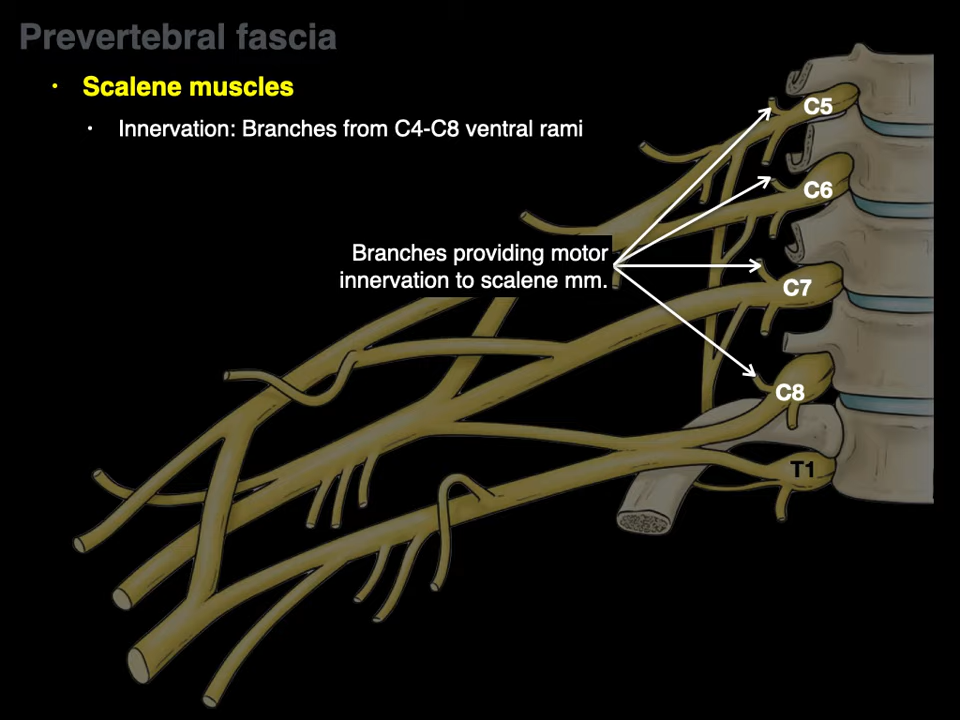 Prevertebral fascia
• Scalene muscles
• Innervation: Branches from C4-C8 ventral rami
C5
C6
Branches providing motor
innervation to scalene mm.
C7
C8
T1